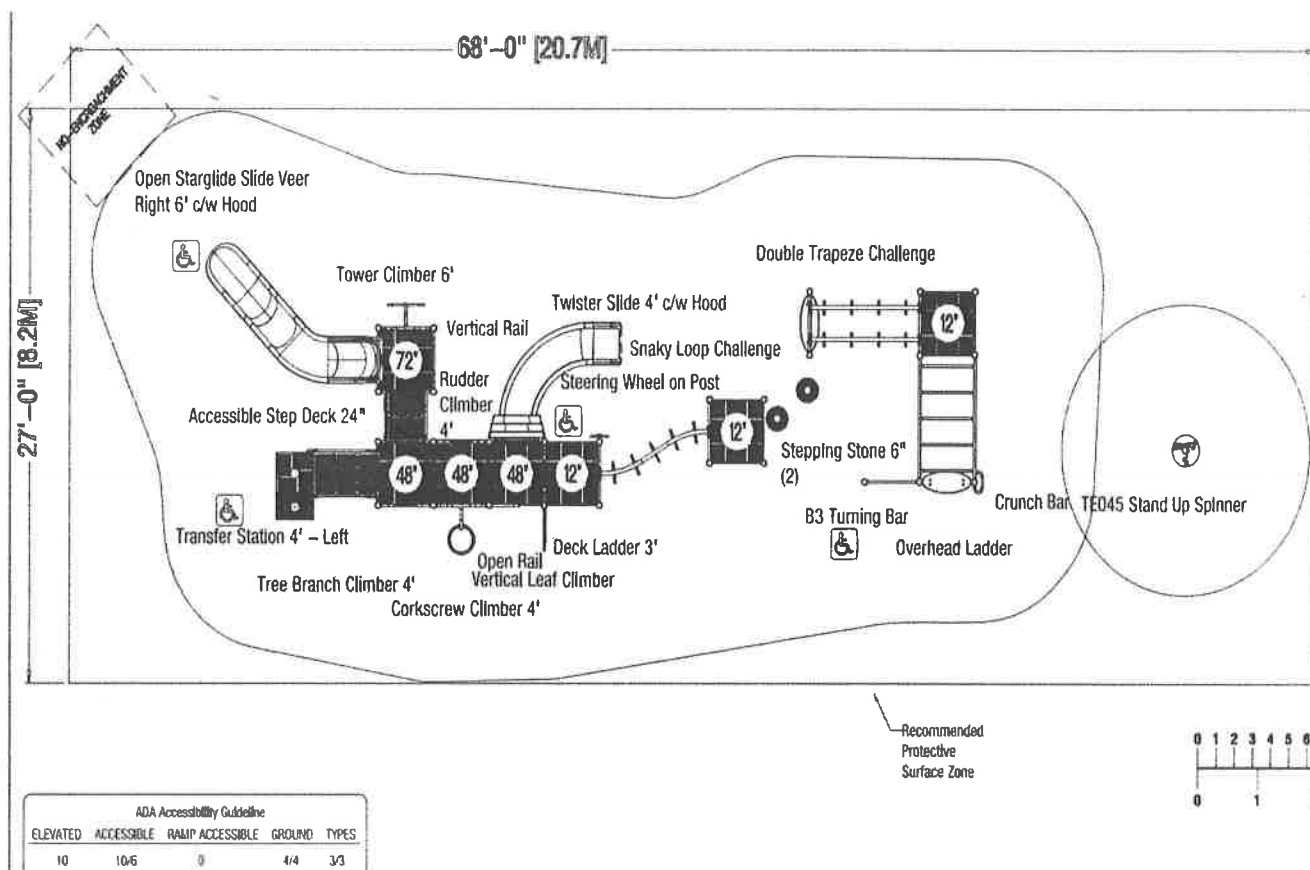 68'-0" [20.7M]
NO-ENCROACHMENT
ZONE
Open Starglide Slide Veer
Right 6' c/w Hood
Tower Climber 6'
Double Trapeze Challenge
Twister Slide 4' c/w Hood
Vertical Rail
12"
Snaky Loop Challenge
72"
27'-0" [8.2M]
Rudder
Climber
4'
Steering Wheel on Post
Accessible Step Deck 24"
12"
Stepping Stone 6"
(2)
48"
48"
48"
12"
Crunch Bar
TE045 Stand Up Spinner
B3 Turning Bar
Transfer Station 4' – Left
Overhead Ladder
Deck Ladder 3'
Open Rail
Vertical Leaf Climber
Tree Branch Climber 4'
Corkscrew Climber 4'
Recommended
Protective
Surface Zone
0 1 2 3 4 5 6
0 1
ADA Accessibility Guideline
ELEVATED ACCESSIBLE RAMP ACCESSIBLE GROUND TYPES
10 10/6 0 4/4 3/3